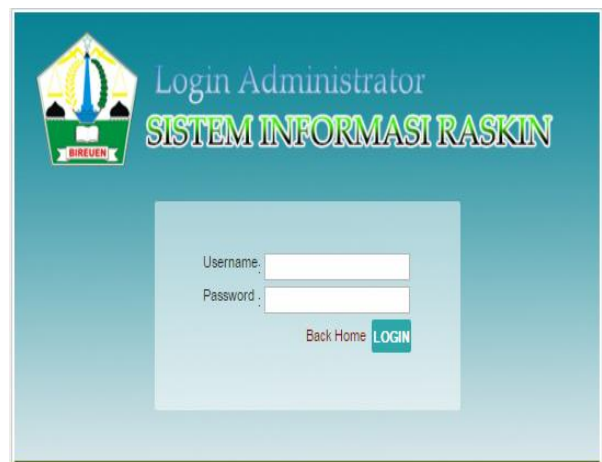 Login Administrator
SISTEM INFORMASI RASKIN
BIREUEN
Username:
Password :
Back Home LOGIN